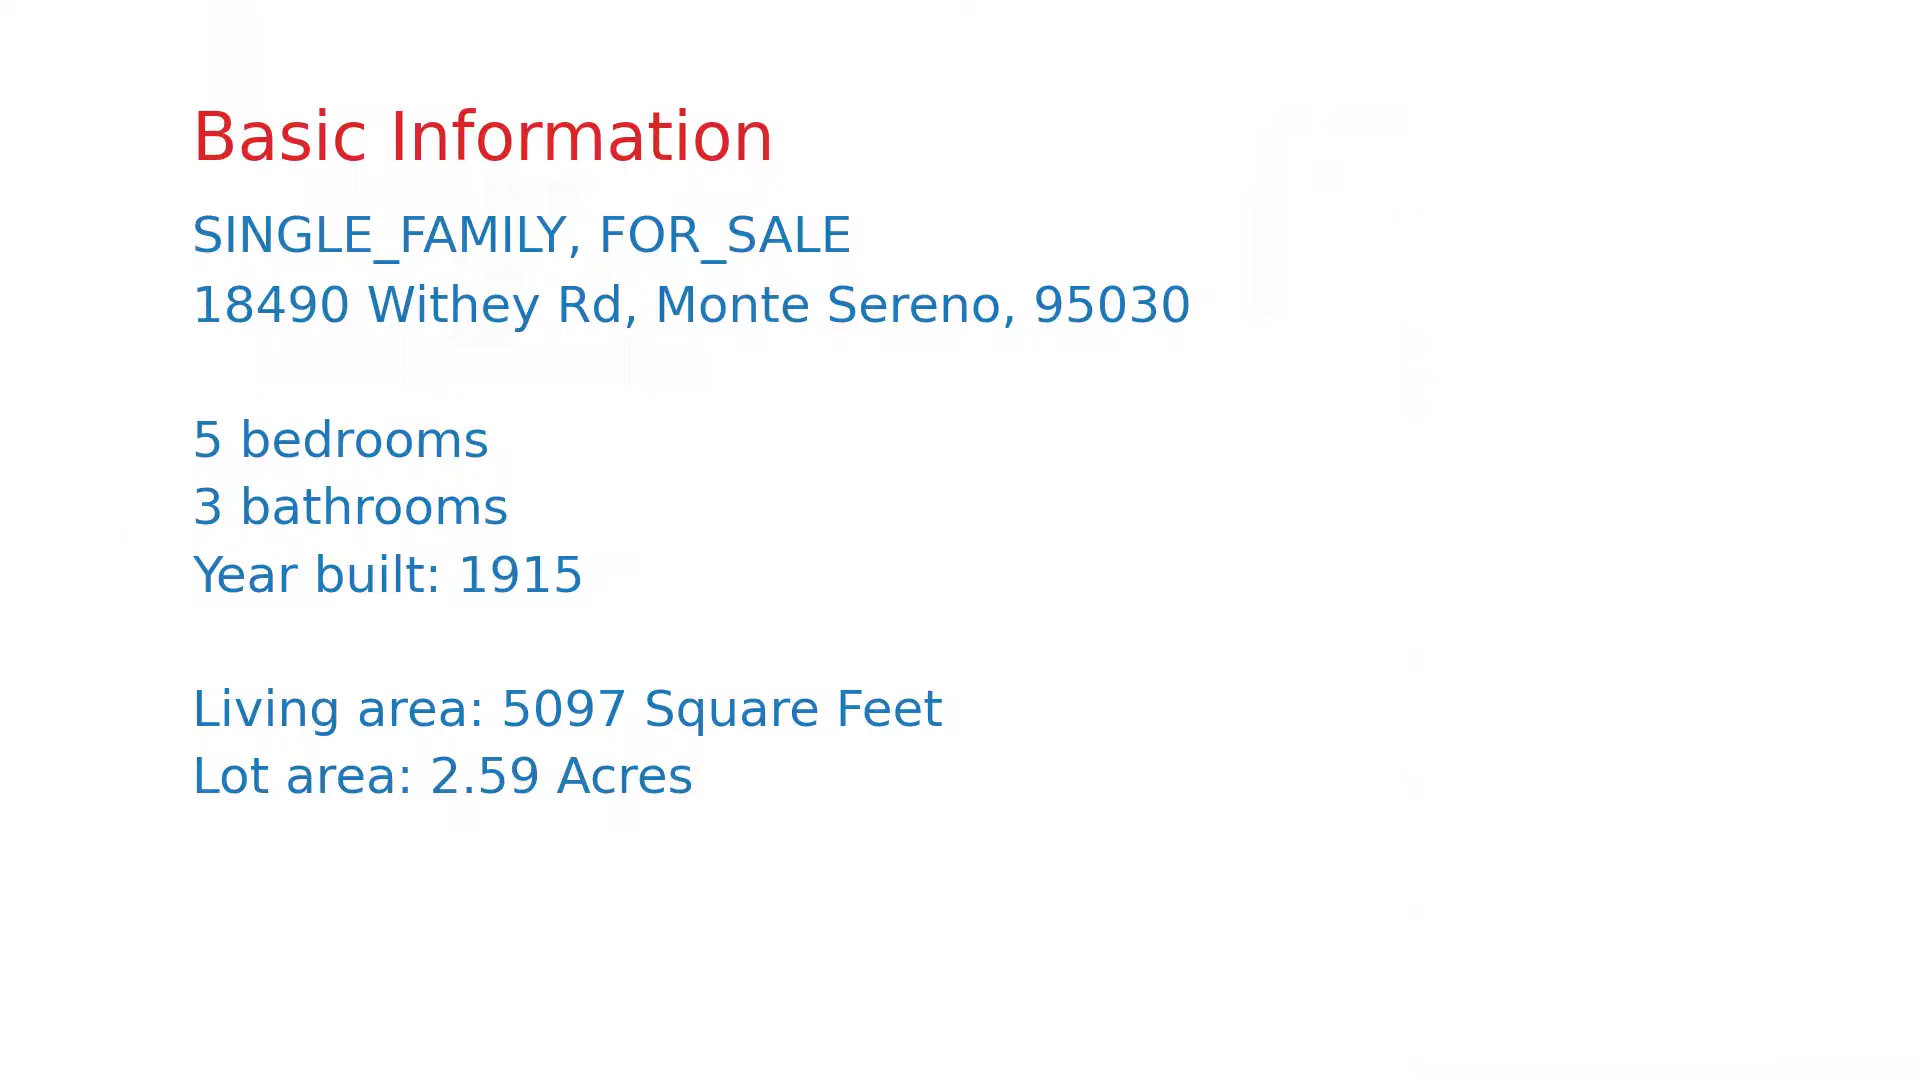 Basic Information
SINGLE_FAMILY, FOR_SALE
18490 Withey Rd, Monte Sereno, 95030
5 bedrooms
3 bathrooms
Year built: 1915
Living area: 5097 Square Feet
Lot area: 2.59 Acres